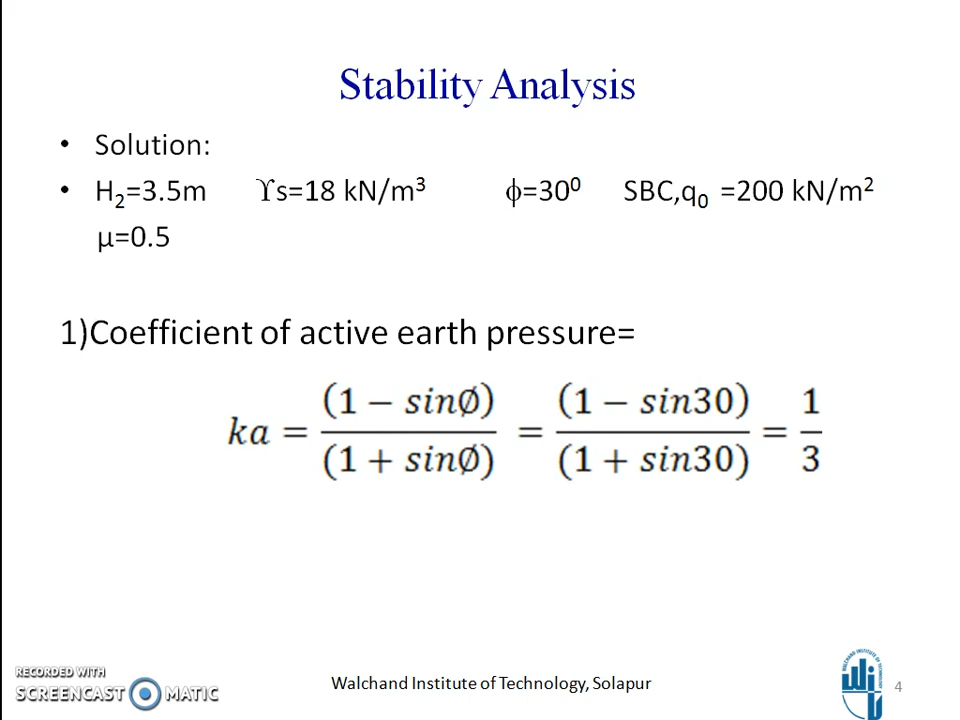 Stability Analysis
• Solution:
• H₂=3.5m ϒs=18 kN/m³ ϕ=30⁰ SBC,q₀ =200 kN/m²
µ=0.5
1)Coefficient of active earth pressure=
ka = (1 − sin∅) / (1 + sin∅) = (1 − sin30) / (1 + sin30) = 1/3
RECORDED WITH
SCREENCAST MATIC
Walchand Institute of Technology, Solapur
4